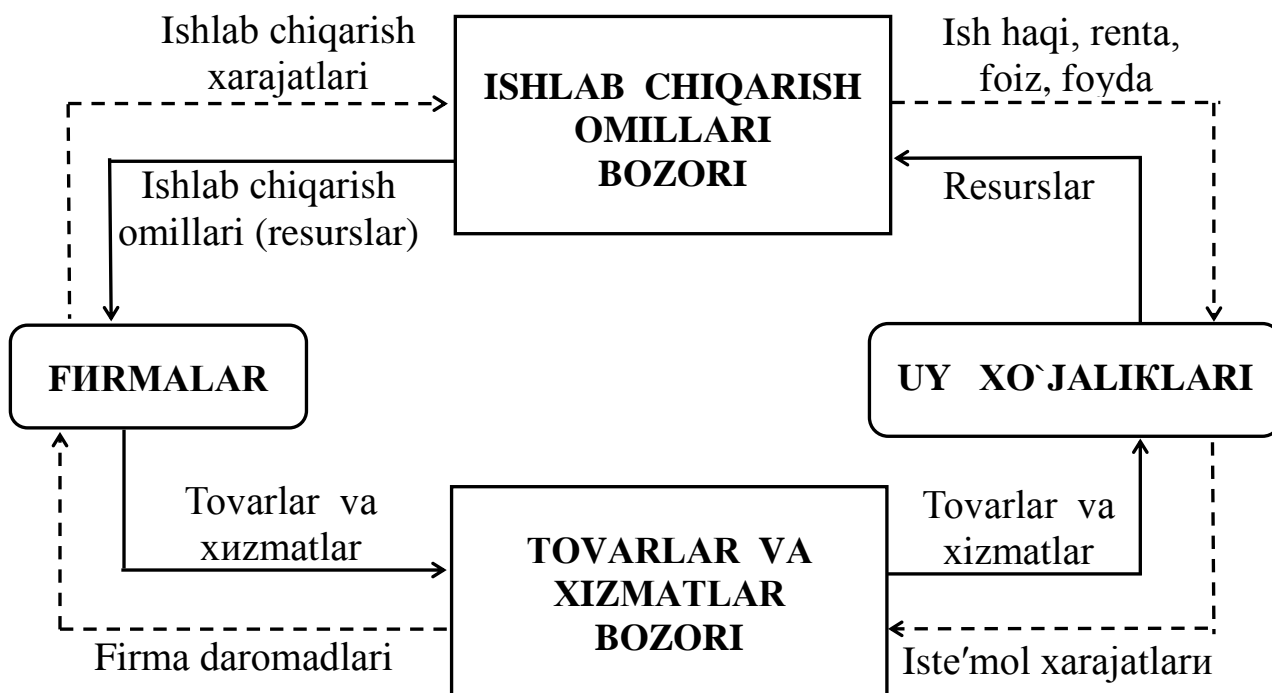 Ishlab chiqarish
xarajatlari
ISHLAB CHIQARISH
OMILLARI
BOZORI
Ish haqi, renta,
foiz, foyda
Ishlab chiqarish
omillari (resurslar)
Resurslar
FИRMALAR
UY XO`JALIKLARI
Tovarlar va
xиzmatlar
TOVARLAR VA
XIZMATLAR
BOZORI
Tovarlar va
xizmatlar
Firma daromadlari
Iste′mol xarajatlarи